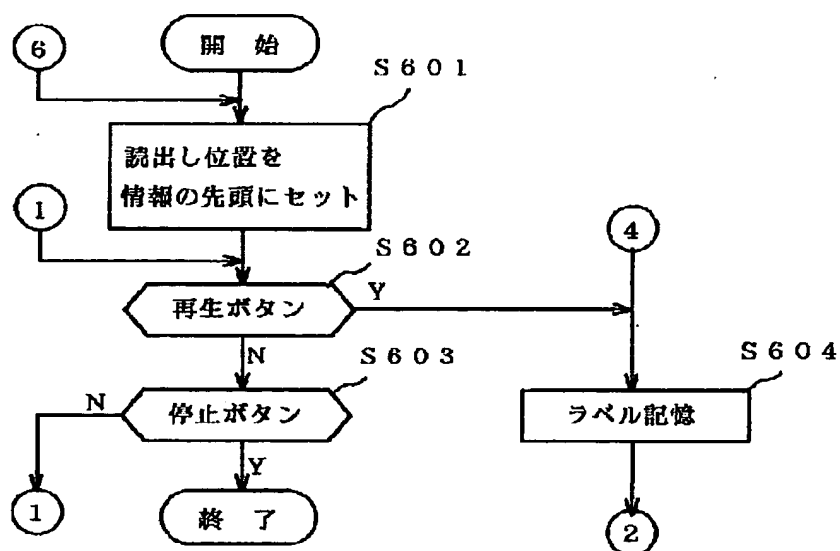 6
開始
S601
読出し位置を
情報の先頭にセット
1
S602
4
再生ボタン
Y
N
S603
S604
N
停止ボタン
ラベル記憶
Y
1
終了
2